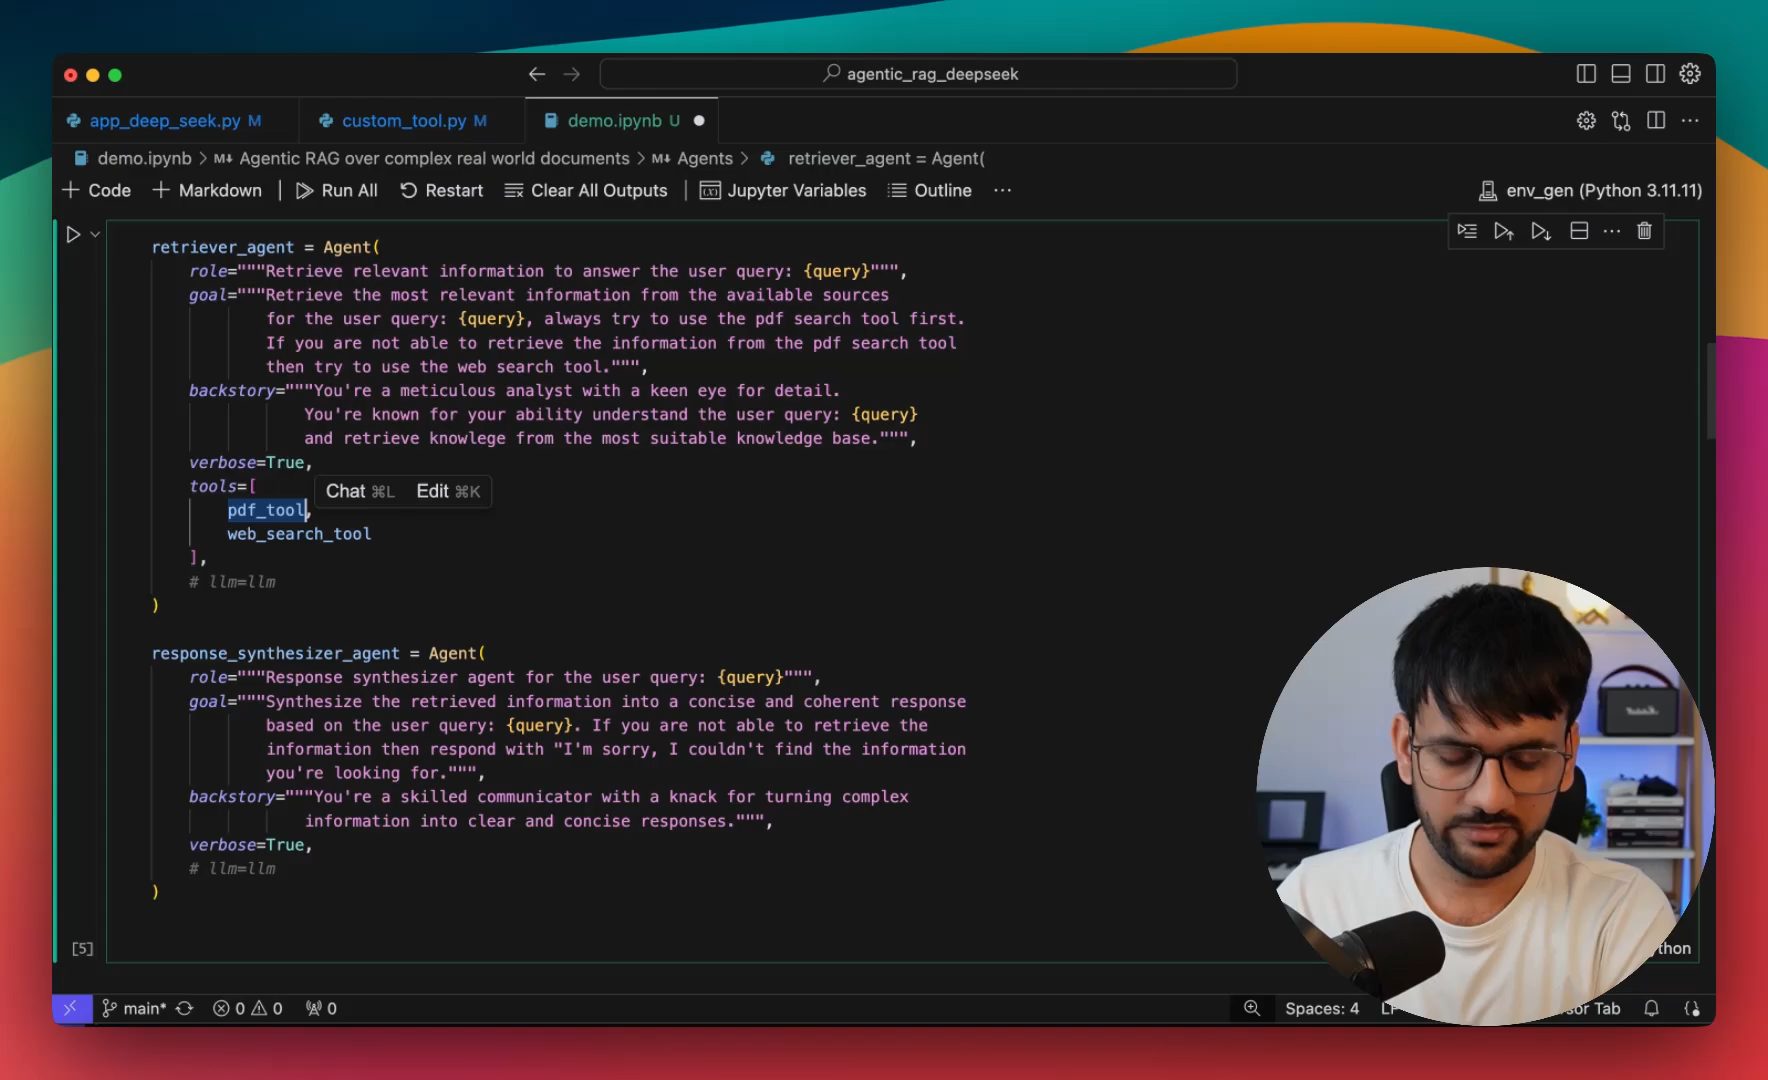 agentic_rag_deepseek
app_deep_seek.py M
custom_tool.py M
demo.ipynb U
demo.ipynb > M↓ Agentic RAG over complex real world documents > M↓ Agents > retriever_agent = Agent(
+ Code + Markdown | Run All Restart Clear All Outputs | Jupyter Variables Outline ...
env_gen (Python 3.11.11)
retriever_agent = Agent(
role="""Retrieve relevant information to answer the user query: {query}""",
goal="""Retrieve the most relevant information from the available sources
for the user query: {query}, always try to use the pdf search tool first.
If you are not able to retrieve the information from the pdf search tool
then try to use the web search tool.""",
backstory="""You're a meticulous analyst with a keen eye for detail.
You're known for your ability understand the user query: {query}
and retrieve knowlege from the most suitable knowledge base.""",
verbose=True,
tools=[
Chat ⌘L Edit ⌘K
pdf_tool,
web_search_tool
],
# llm=llm
)
response_synthesizer_agent = Agent(
role="""Response synthesizer agent for the user query: {query}""",
goal="""Synthesize the retrieved information into a concise and coherent response
based on the user query: {query}. If you are not able to retrieve the
information then respond with "I'm sorry, I couldn't find the information
you're looking for.""",
backstory="""You're a skilled communicator with a knack for turning complex
information into clear and concise responses.""",
verbose=True,
# llm=llm
)
[5]
thon
main* 0 0 0
Spaces: 4 LF
sor Tab